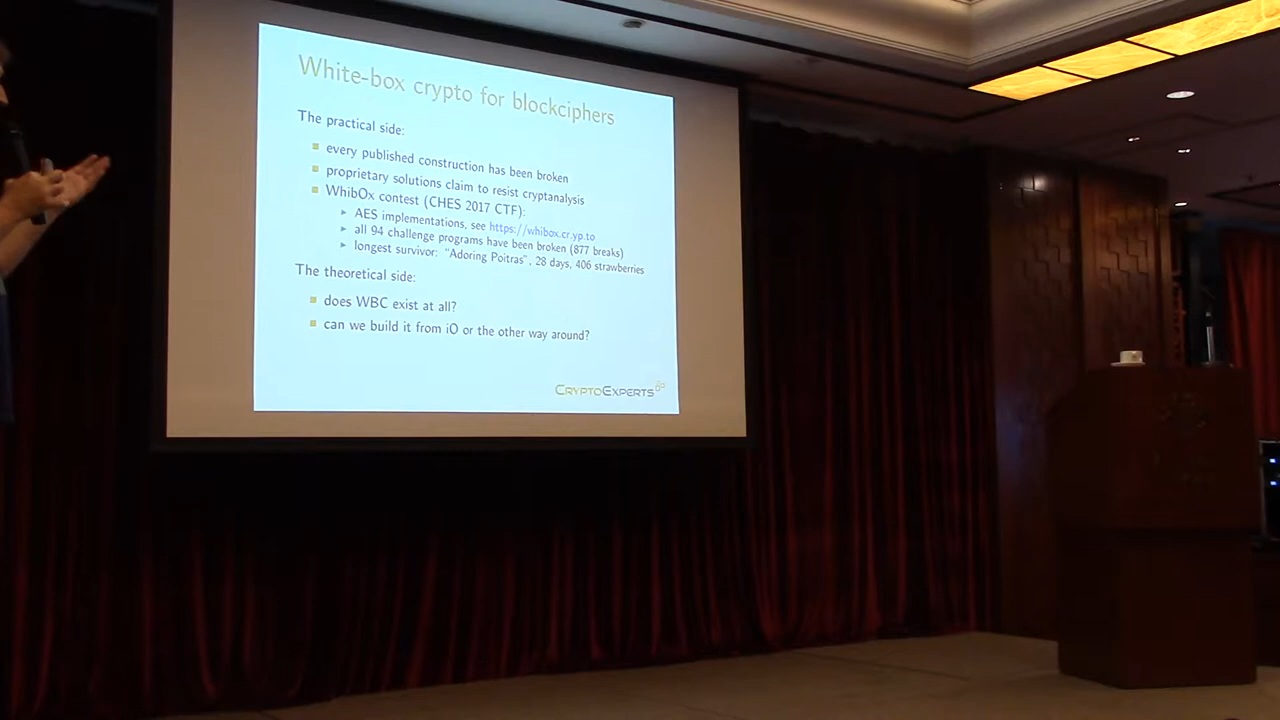 White-box crypto for blockciphers
The practical side:
every published construction has been broken
proprietary solutions claim to resist cryptanalysis
WhibOx contest (CHES 2017 CTF):
AES implementations, see https://whibox.cr.yp.to
all 94 challenge programs have been broken (877 breaks)
longest survivor: "Adoring Poitras", 28 days, 406 strawberries
The theoretical side:
does WBC exist at all?
can we build it from iO or the other way around?
CRYPTOEXPERTS